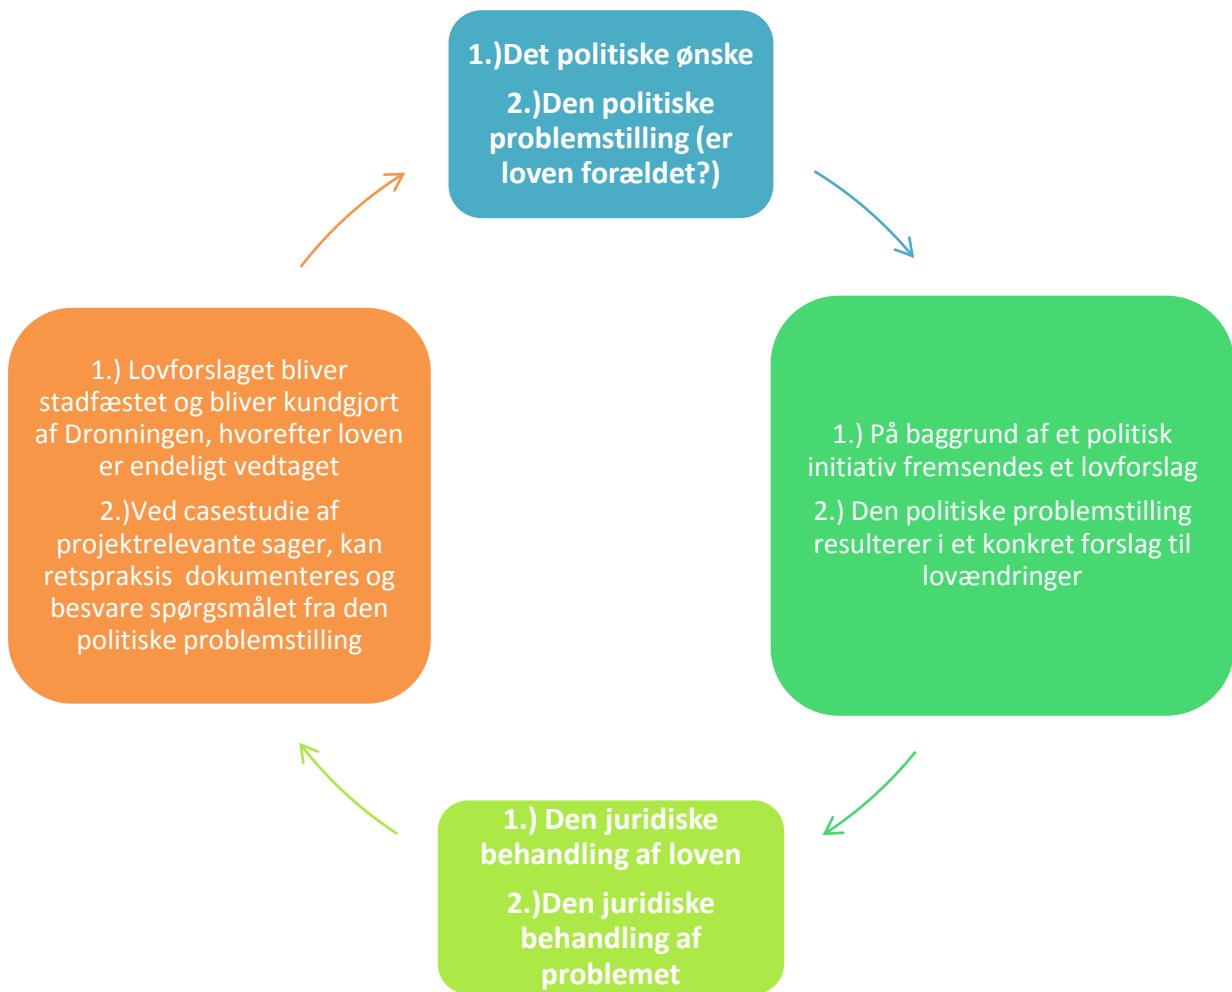 1.)Det politiske ønske
2.)Den politiske
problemstilling (er
loven forældet?)
1.) På baggrund af et politisk
initiativ fremsendes et lovforslag
2.) Den politiske problemstilling
resulterer i et konkret forslag til
lovændringer
1.) Den juridiske
behandling af loven
2.)Den juridiske
behandling af
problemet
1.) Lovforslaget bliver
stadfæstet og bliver kundgjort
af Dronningen, hvorefter loven
er endeligt vedtaget
2.)Ved casestudie af
projektrelevante sager, kan
retspraksis dokumenteres og
besvare spørgsmålet fra den
politiske problemstilling